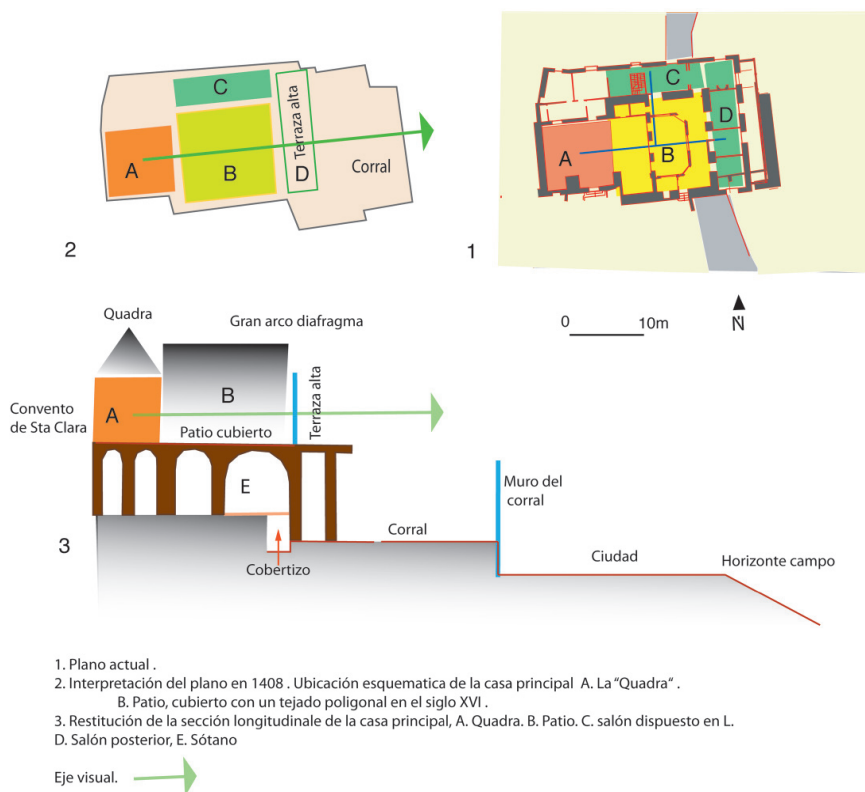 C
Terraza alta
A
B
D
Corral
2
C
D
A
B
1
N
0 10m
Quadra
Gran arco diafragma
Terraza alta
Convento
de Sta Clara
A
B
Patio cubierto
E
Muro del
corral
3
Corral
Cobertizo
Ciudad
Horizonte campo
1. Plano actual .
2. Interpretación del plano en 1408 . Ubicación esquematica de la casa principal A. La "Quadra" .
B. Patio, cubierto con un tejado poligonal en el siglo XVI .
3. Restitución de la sección longitudinale de la casa principal, A. Quadra. B. Patio. C. salón dispuesto en L.
D. Salón posterior, E. Sótano
Eje visual.